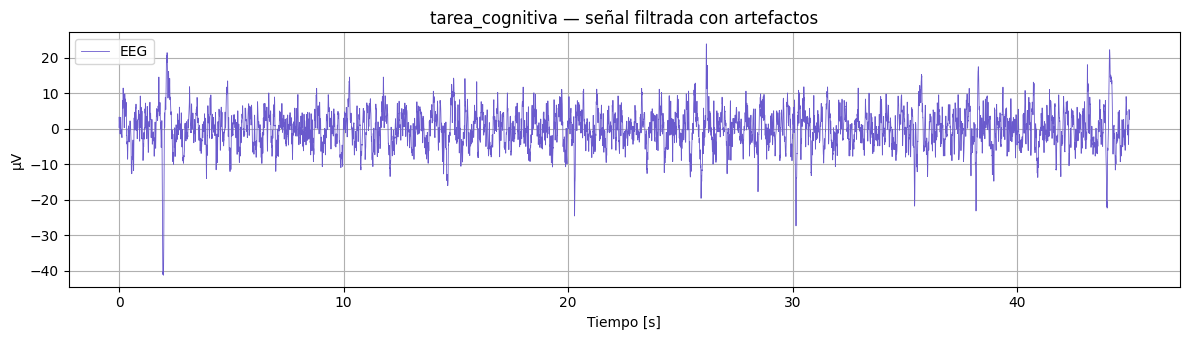 tarea_cognitiva — señal filtrada con artefactos
EEG
µV
20
10
0
−10
−20
−30
−40
0 10 20 30 40
Tiempo [s]